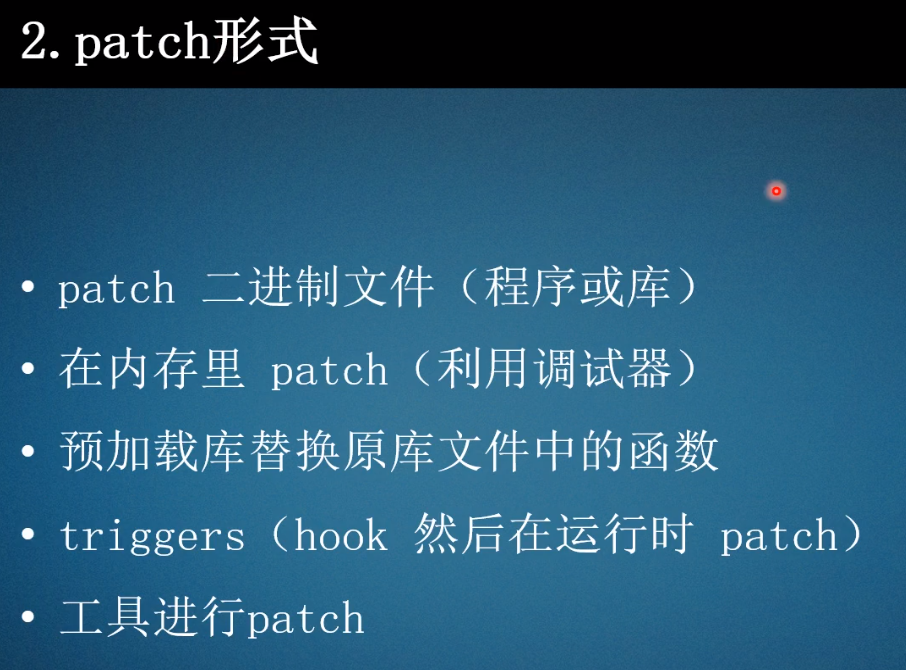 2.patch形式
• patch 二进制文件（程序或库）
• 在内存里 patch（利用调试器）
• 预加载库替换原库文件中的函数
• triggers（hook 然后在运行时 patch）
• 工具进行patch